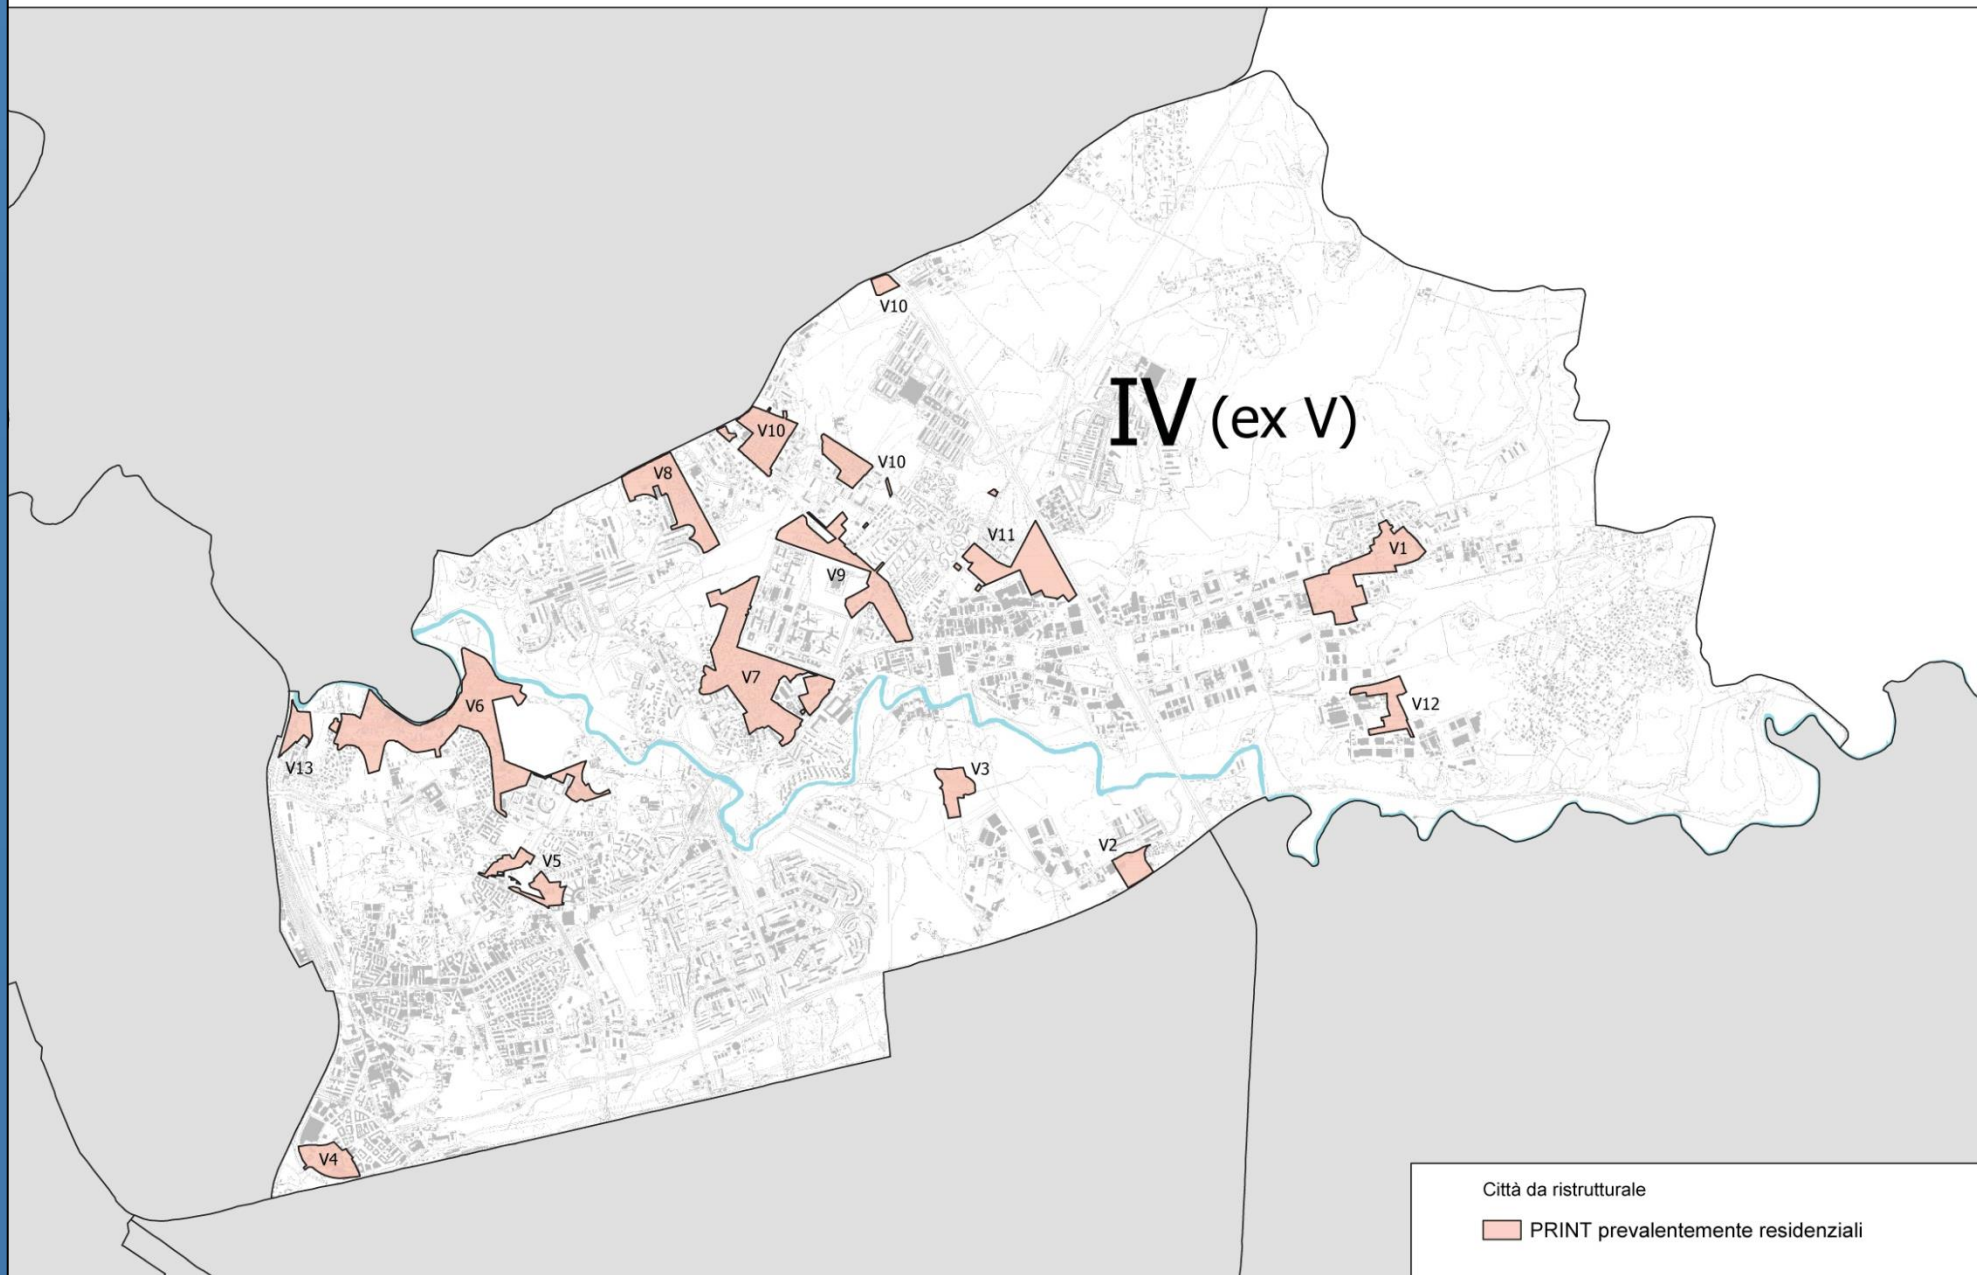 V10
IV (ex V)
V10
V10
V8
V11
V1
V9
V7
V12
V6
V13
V3
V2
V5
V4
Città da ristrutturale
PRINT prevalentemente residenziali